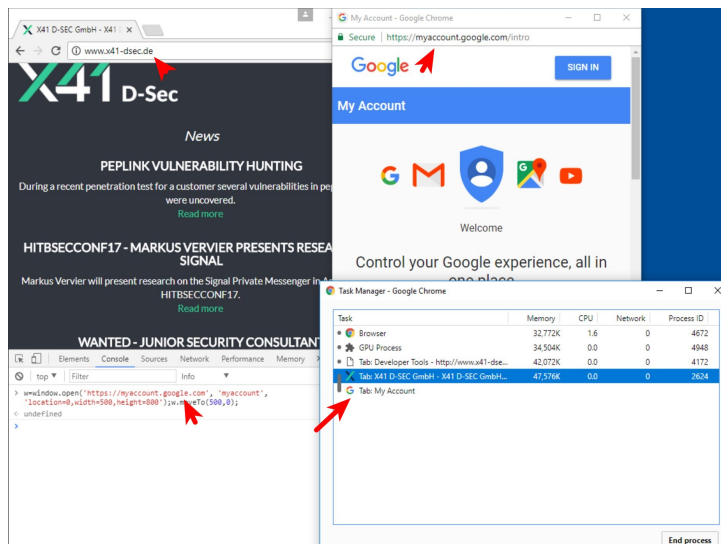 X41 D-SEC GmbH - X41 D
www.x41-dsec.de
X41 D-Sec
News
PEPLINK VULNERABILITY HUNTING
During a recent penetration test for a customer several vulnerabilities in pep
were uncovered.
Read more
HITBSECCONF17 - MARKUS VERVIER PRESENTS RESEA
SIGNAL
Markus Vervier will present research on the Signal Private Messenger in A
HITBSECCONF17.
Read more
WANTED - JUNIOR SECURITY CONSULTANT
Elements Console Sources Network Performance Memory
top Filter Info
w=window.open('https://myaccount.google.com', 'myaccount',
'location=0,width=500,height=800');w.moveTo(500,0);
undefined
My Account - Google Chrome
Secure https://myaccount.google.com/intro
Google SIGN IN
My Account
Welcome
Control your Google experience, all in
one place
Task Manager - Google Chrome
Task Memory CPU Network Process ID
Browser 32,772K 1.6 0 4672
GPU Process 34,504K 0.0 0 4948
Tab: Developer Tools - http://www.x41-dse... 42,072K 0.0 0 4172
Tab: X41 D-SEC GmbH - X41 D-SEC GmbH... 47,576K 0.0 0 2624
Tab: My Account
End process